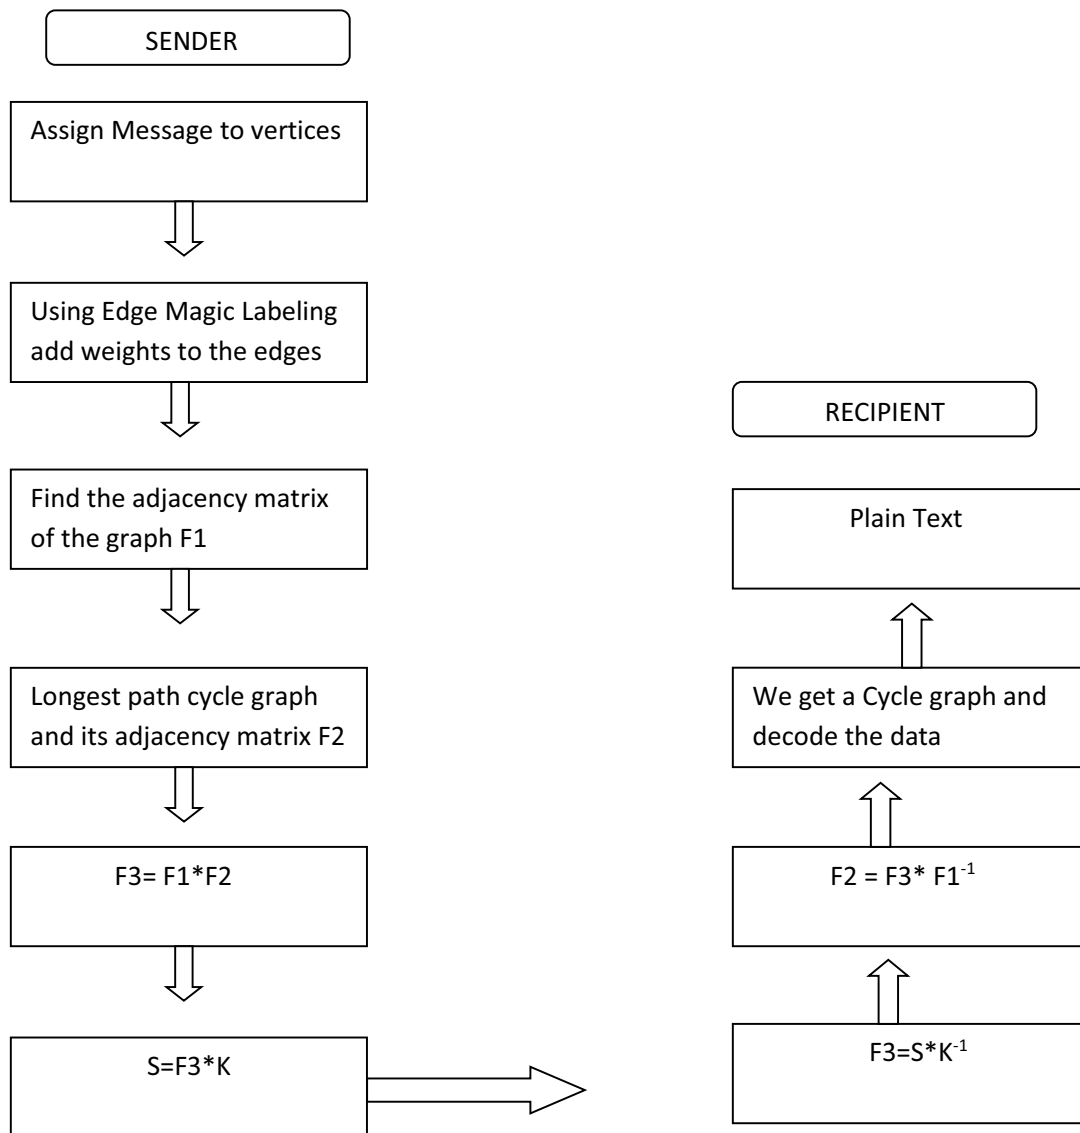 SENDER
Assign Message to vertices
Using Edge Magic Labeling
add weights to the edges
Find the adjacency matrix
of the graph F1
Longest path cycle graph
and its adjacency matrix F2
F3= F1*F2
S=F3*K
RECIPIENT
Plain Text
We get a Cycle graph and
decode the data
F2 = F3* F1⁻¹
F3=S*K⁻¹